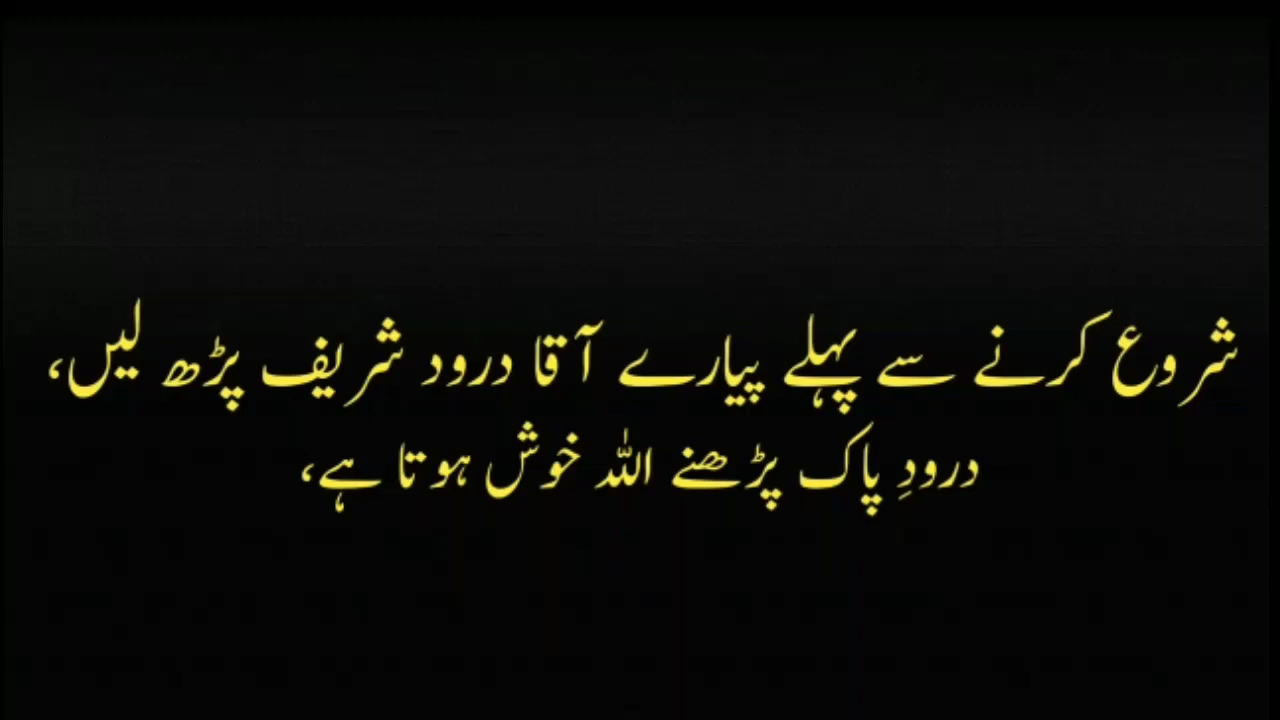 شروع کرنے سے پہلے پیارے آقا درود شریف پڑھ لیں،
درودِ پاک پڑھنے اللہ خوش ہوتا ہے،